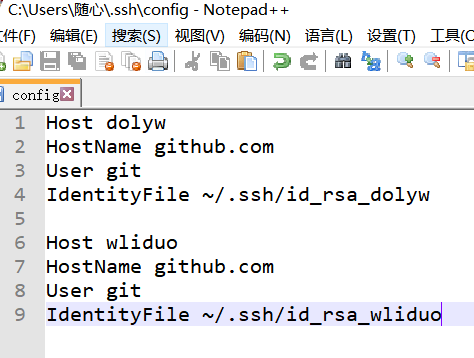 C:\Users\随心\.ssh\config - Notepad++
文件(F) 编辑(E) 搜索(S) 视图(V) 编码(N) 语言(L) 设置(T) 工具(O
config
1 Host dolyw
2 HostName github.com
3 User git
4 IdentityFile ~/.ssh/id_rsa_dolyw
5
6 Host wliduo
7 HostName github.com
8 User git
9 IdentityFile ~/.ssh/id_rsa_wliduo